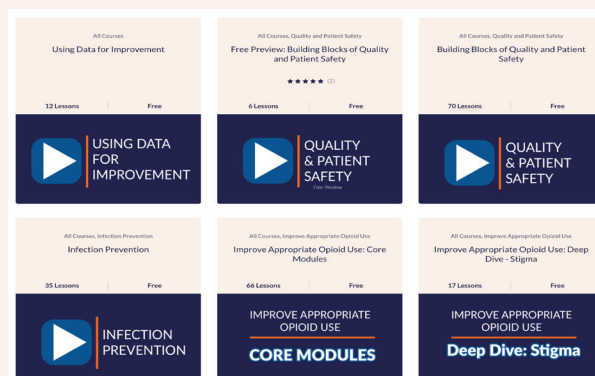 All Courses
Using Data for Improvement
12 Lessons
Free
USING DATA
FOR
IMPROVEMENT
All Courses, Quality and Patient Safety
Free Preview: Building Blocks of Quality
and Patient Safety
★★★★★ (2)
6 Lessons
Free
QUALITY
& PATIENT
SAFETY
Free Preview
All Courses, Quality and Patient Safety
Building Blocks of Quality and Patient
Safety
70 Lessons
Free
QUALITY
& PATIENT
SAFETY
All Courses, Infection Prevention
Infection Prevention
35 Lessons
Free
INFECTION
PREVENTION
All Courses, Improve Appropriate Opioid Use
Improve Appropriate Opioid Use: Core
Modules
66 Lessons
Free
IMPROVE APPROPRIATE
OPIOID USE
CORE MODULES
All Courses, Improve Appropriate Opioid Use
Improve Appropriate Opioid Use: Deep
Dive - Stigma
17 Lessons
Free
IMPROVE APPROPRIATE
OPIOID USE
Deep Dive: Stigma